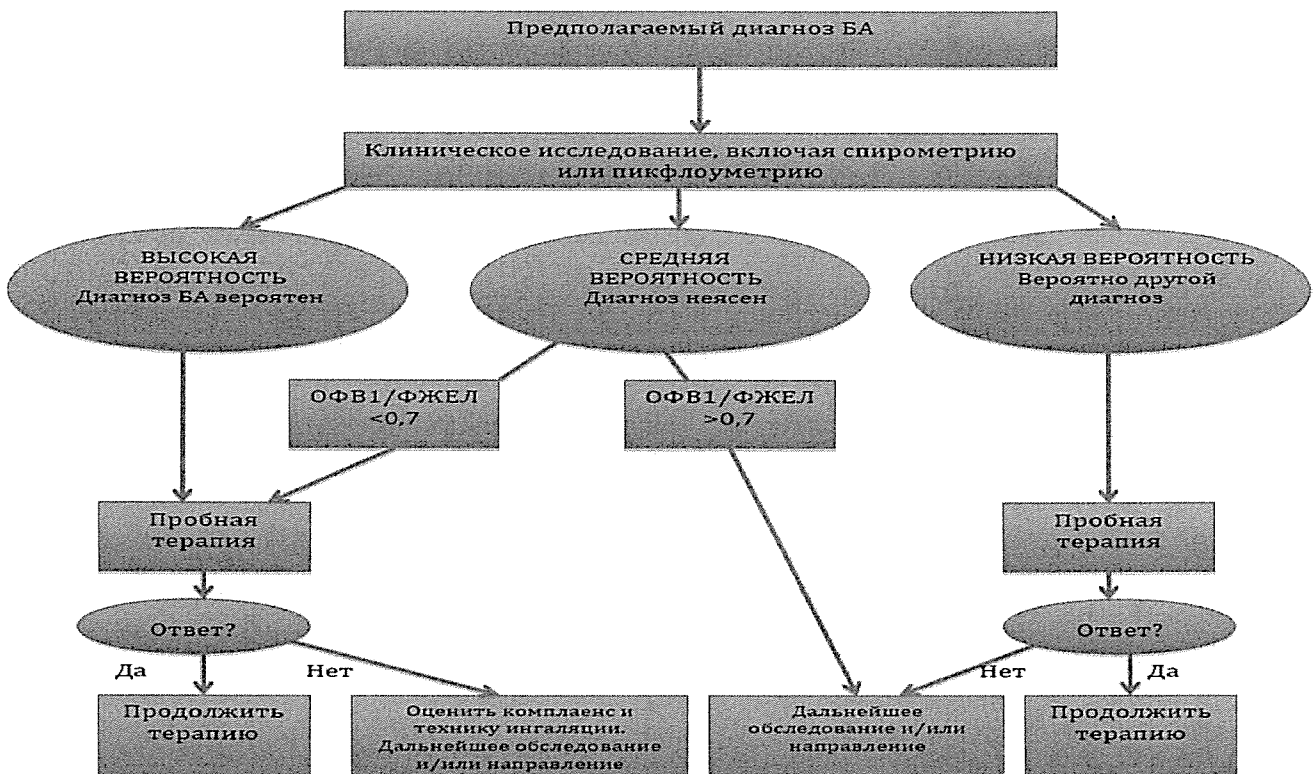 Предполагаемый диагноз БА
Клиническое исследование, включая спирометрию
или пикфлоуметрию
ВЫСОКАЯ
ВЕРОЯТНОСТЬ
Диагноз БА вероятен
СРЕДНЯЯ
ВЕРОЯТНОСТЬ
Диагноз неясен
НИЗКАЯ ВЕРОЯТНОСТЬ
Вероятно другой
диагноз
ОФВ1/ФЖЕЛ
<0,7
ОФВ1/ФЖЕЛ
>0,7
Пробная
терапия
Пробная
терапия
Ответ?
Ответ?
Да
Нет
Нет
Да
Продолжить
терапию
Оценить комплаенс и
технику ингаляции.
Дальнейшее обследование
и/или направление
Дальнейшее
обследование и/или
направление
Продолжить
терапию